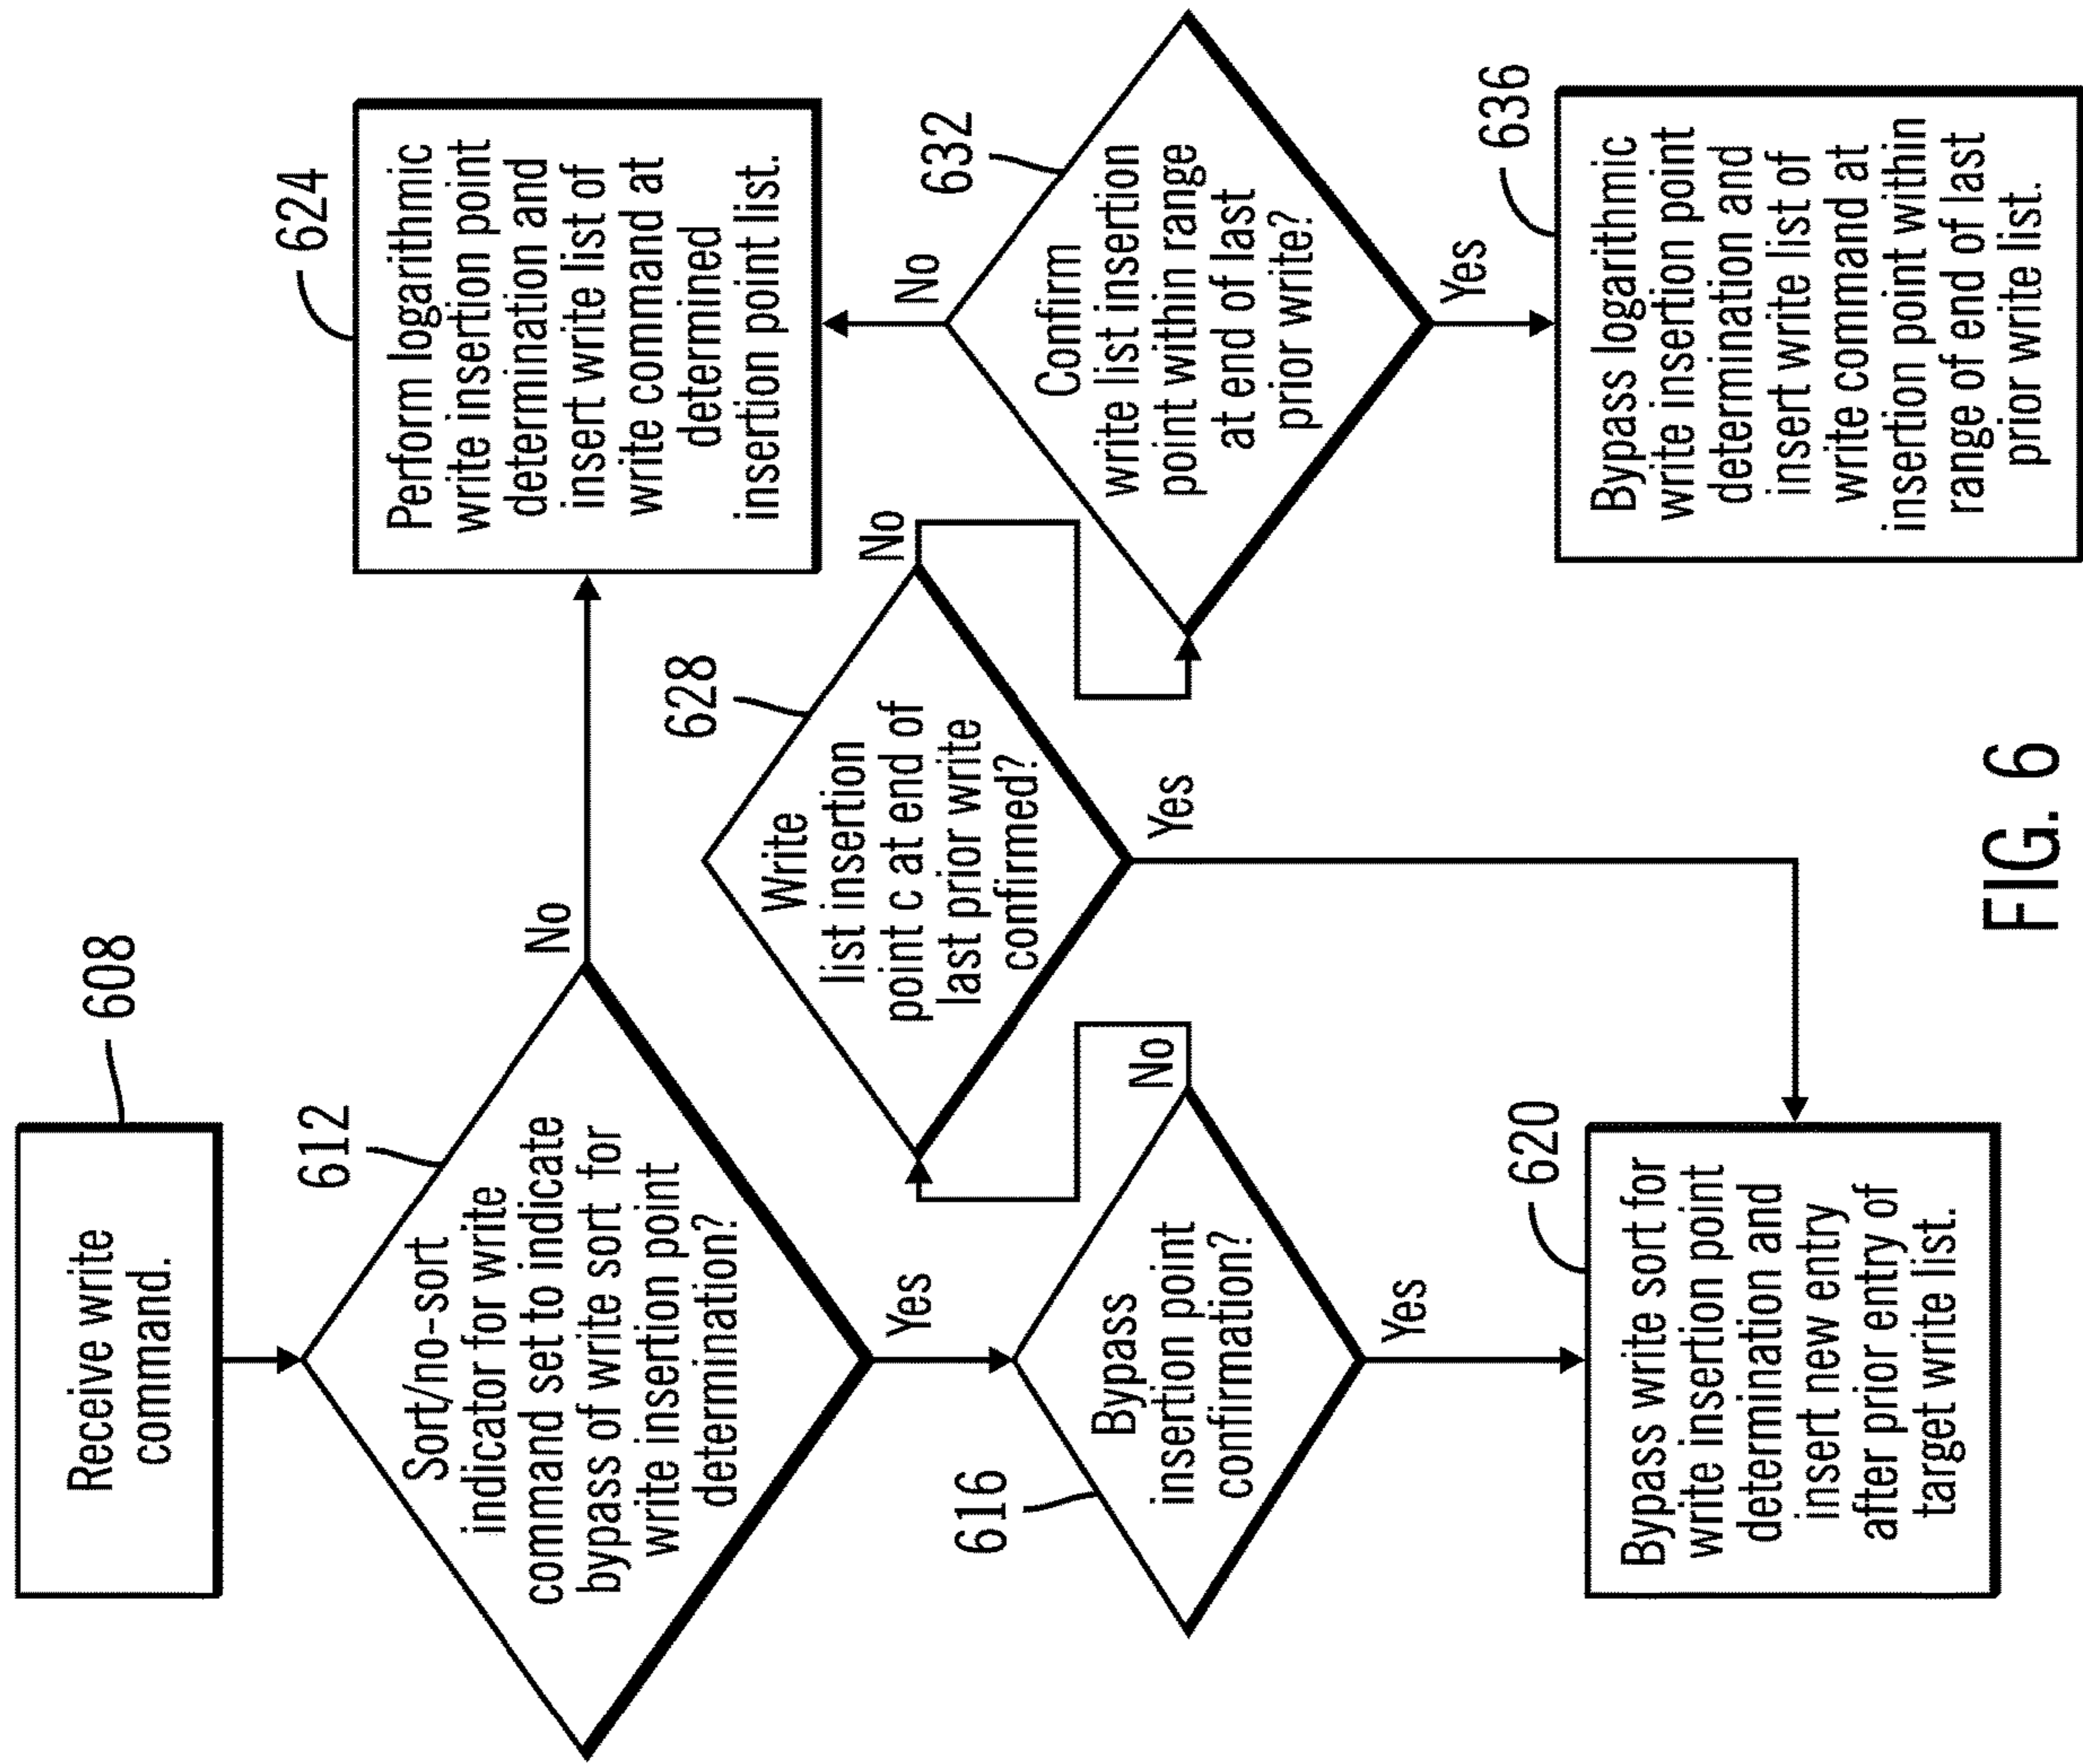 608
Receive write
command.
612
Sort/no-sort
indicator for write
command set to indicate
bypass of write sort for
write insertion point
determination?
No
Yes
616
Bypass
insertion point
confirmation?
No
Yes
620
Bypass write sort for
write insertion point
determination and
insert new entry
after prior entry of
target write list.
624
Perform logarithmic
write insertion point
determination and
insert write list of
write command at
determined
insertion point list.
628
Write
list insertion
point c at end of
last prior write
confirmed?
No
Yes
632
Confirm
write list insertion
point within range
at end of last
prior write?
No
Yes
636
Bypass logarithmic
write insertion point
determination and
insert write list of
write command at
insertion point within
range of end of last
prior write list.
FIG. 6